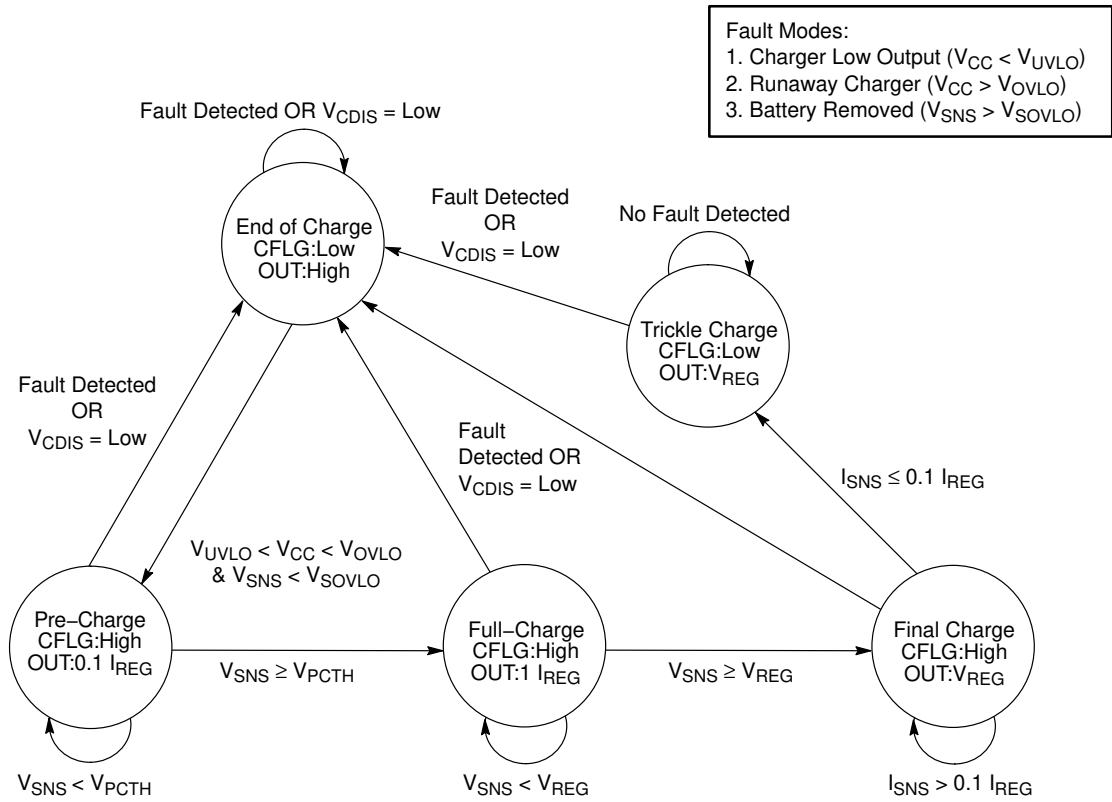 Fault Modes:
1. Charger Low Output (VCC < VUVLO)
2. Runaway Charger (VCC > VOVLO)
3. Battery Removed (VSNS > VSOVLO)
Fault Detected OR VCDIS = Low
End of Charge
CFLG:Low
OUT:High
Fault Detected
OR
VCDIS = Low
No Fault Detected
Trickle Charge
CFLG:Low
OUT:VREG
Fault Detected
OR
VCDIS = Low
Fault
Detected OR
VCDIS = Low
ISNS ≤ 0.1 IREG
VUVLO < VCC < VOVLO
& VSNS < VSOVLO
Pre−Charge
CFLG:High
OUT:0.1 IREG
VSNS ≥ VPCTH
Full−Charge
CFLG:High
OUT:1 IREG
VSNS ≥ VREG
Final Charge
CFLG:High
OUT:VREG
VSNS < VPCTH
VSNS < VREG
ISNS > 0.1 IREG